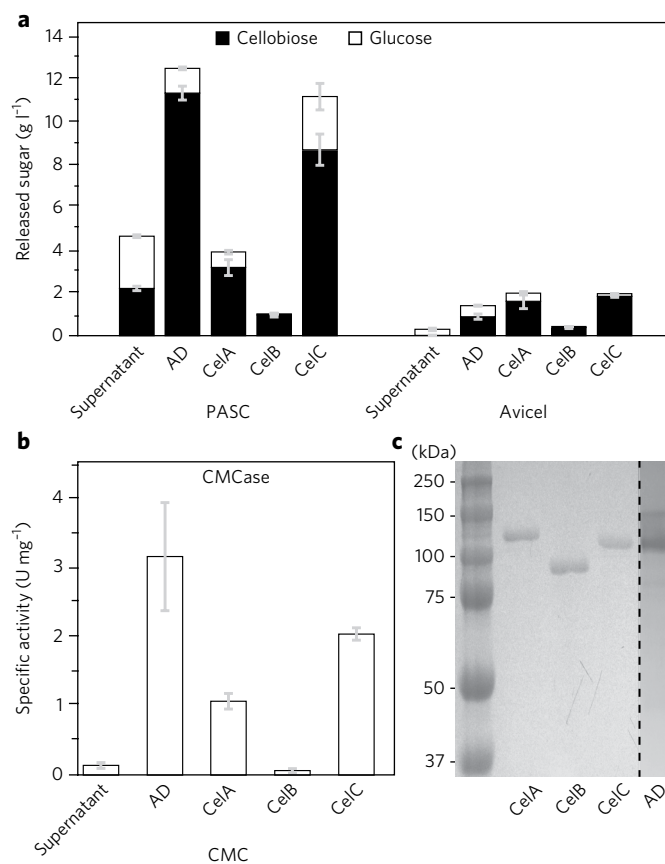 a
Cellobiose Glucose
14
12
10
8
6
4
2
0
Released sugar (g l⁻¹)
Supernatant AD CelA CelB CelC Supernatant AD CelA CelB CelC
PASC Avicel
b
CMCase
4
3
2
1
0
Specific activity (U mg⁻¹)
Supernatant AD CelA CelB CelC
CMC
c (kDa)
250
150
100
75
50
37
CelA CelB CelC AD